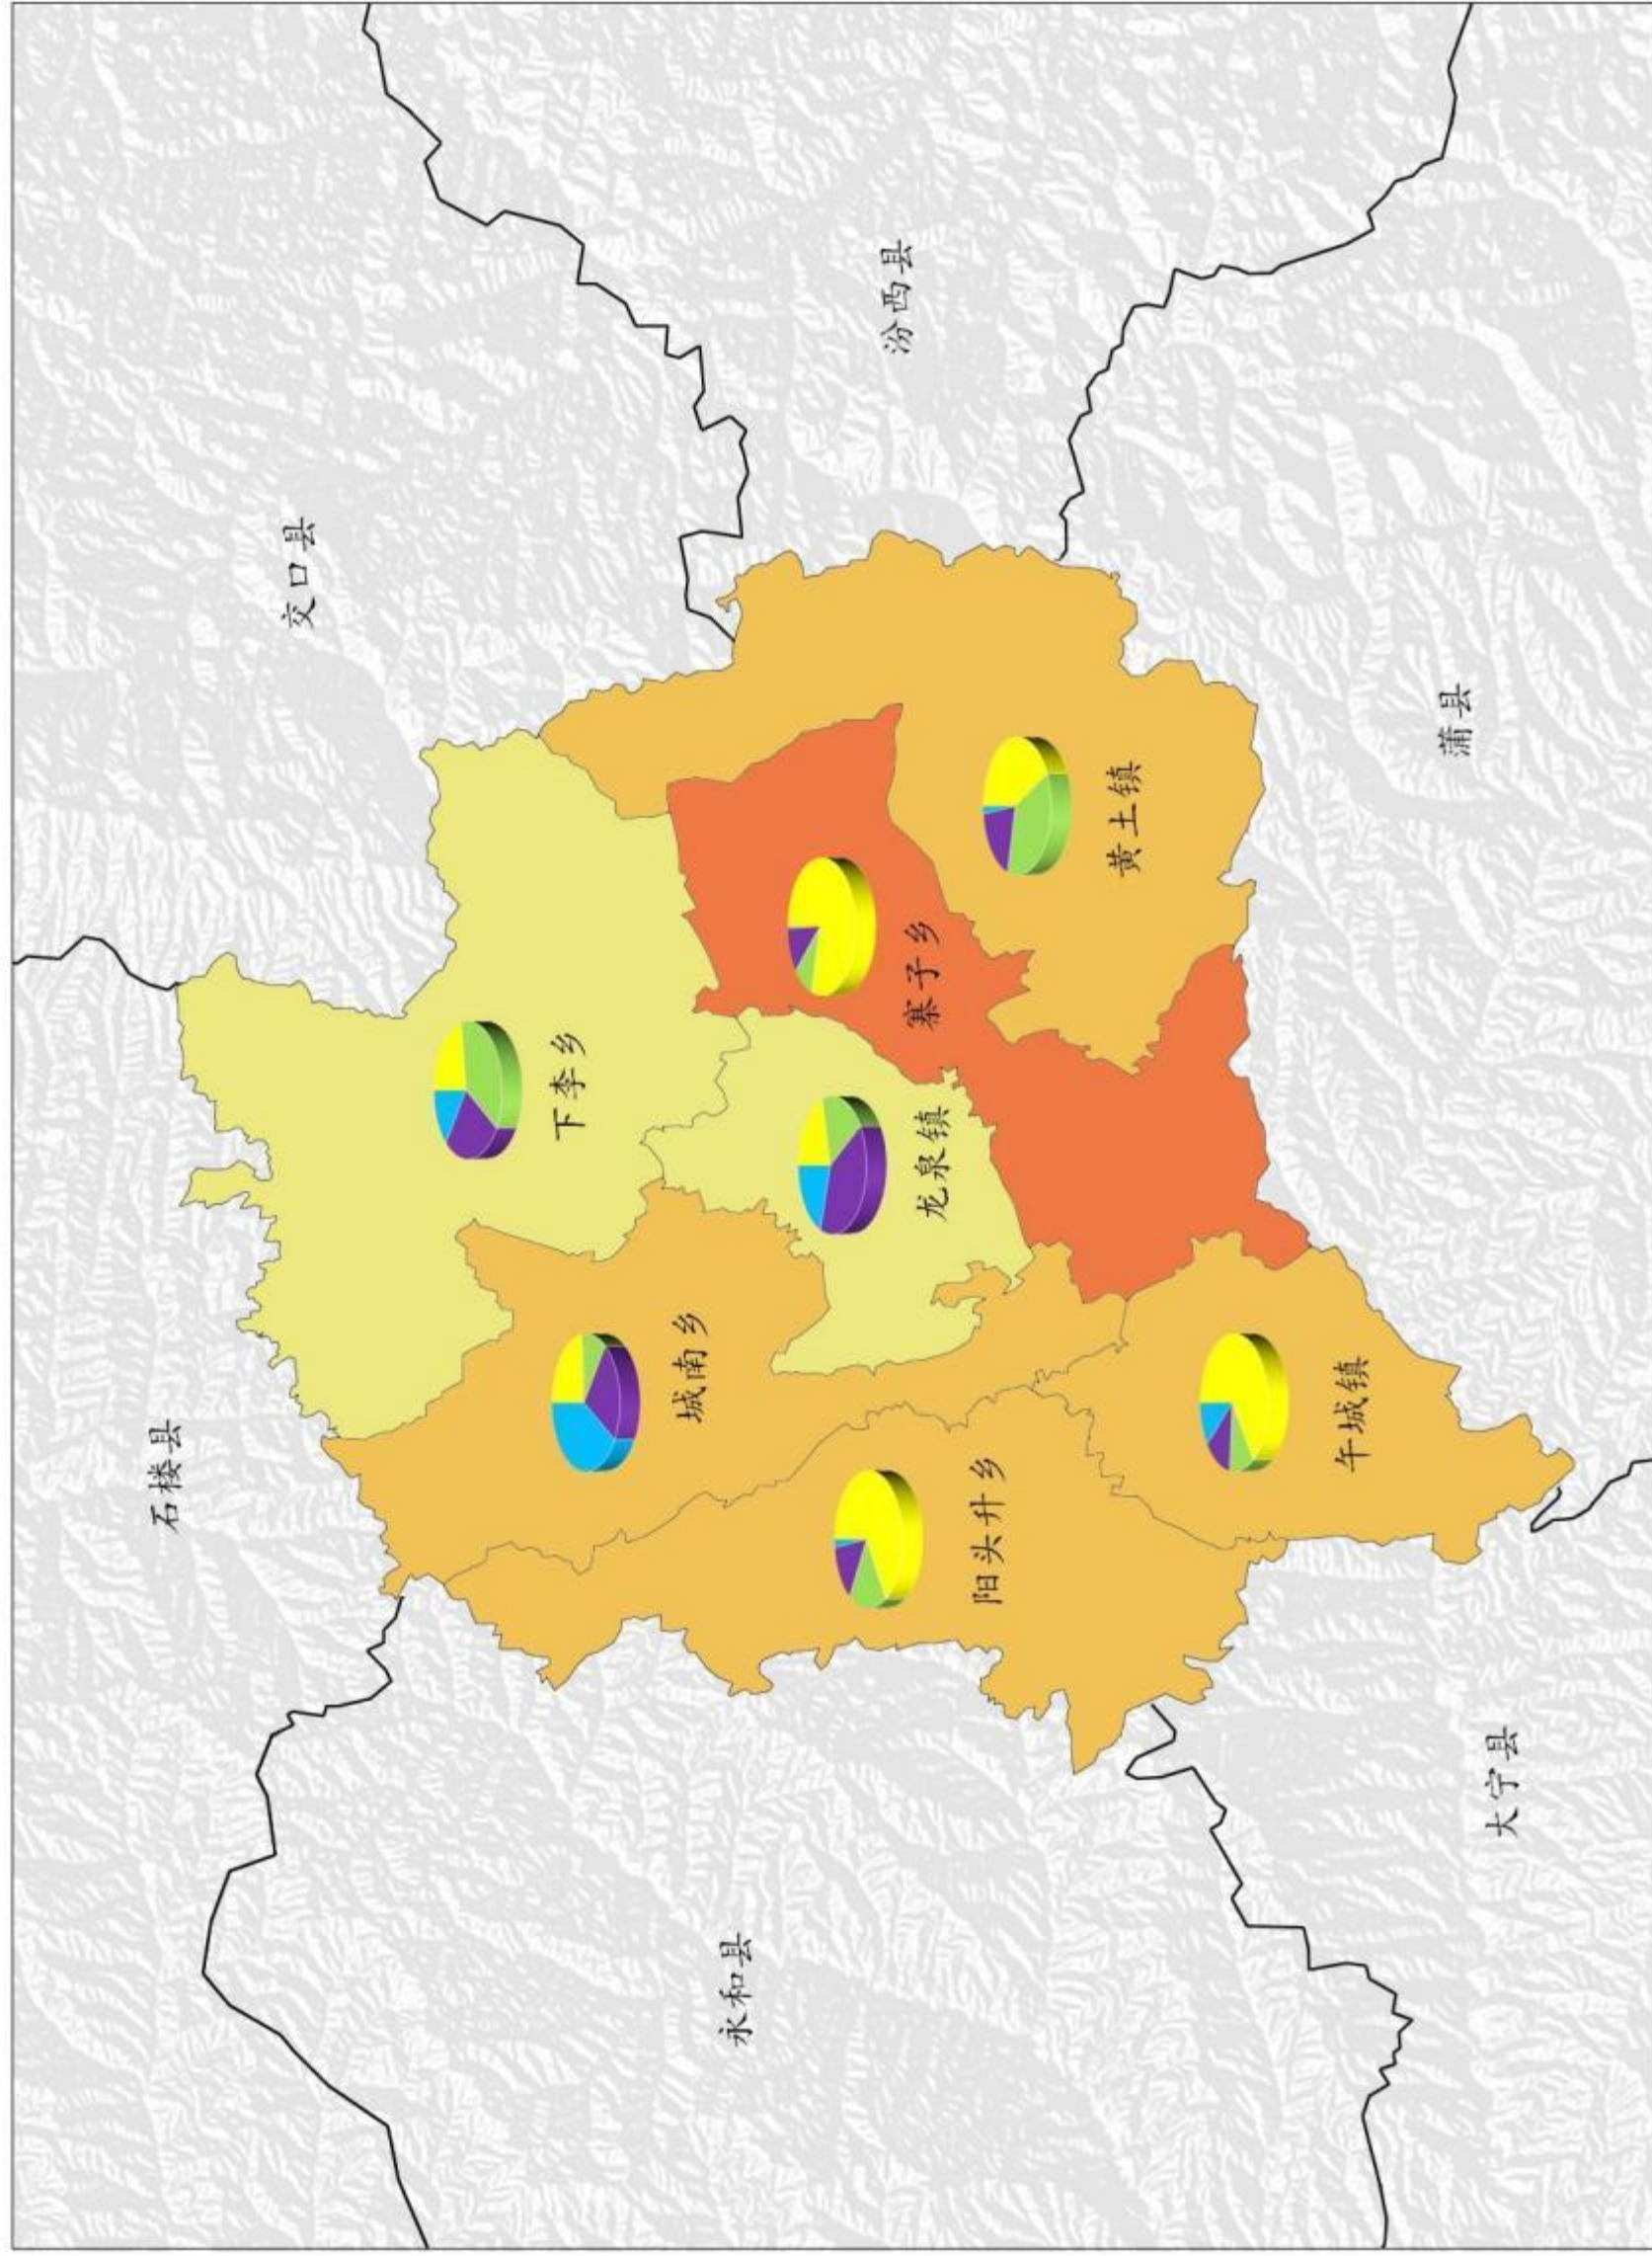 石楼县
交口县
下李乡
城南乡
永和县
汾西县
龙泉镇
寨子乡
阳头升乡
黄土镇
午城镇
蒲县
大宁县